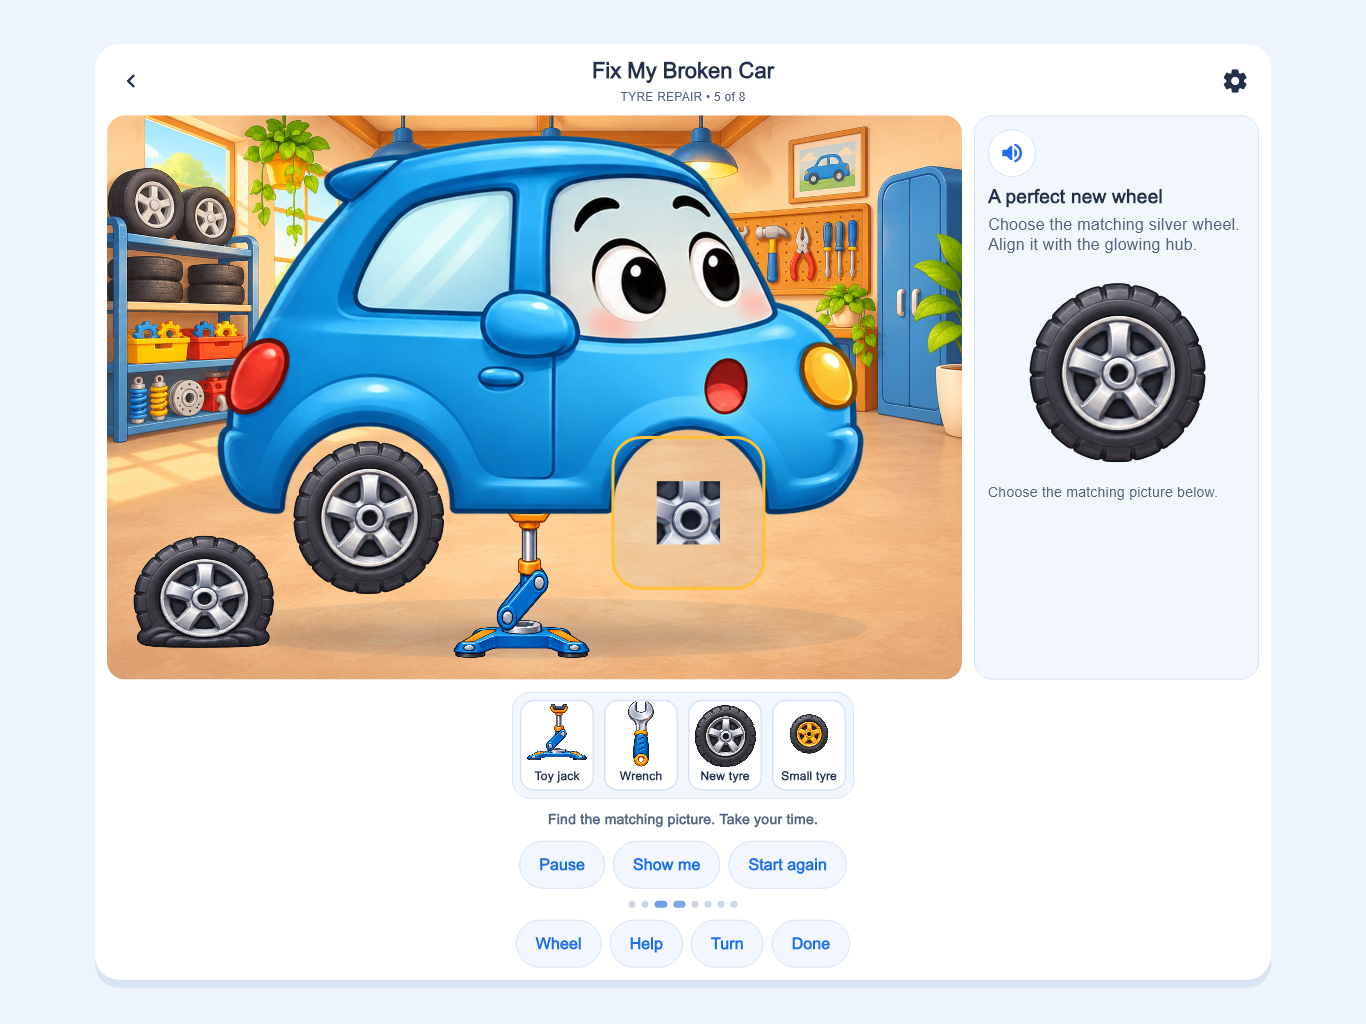 Fix My Broken Car
TYRE REPAIR • 5 of 8
A perfect new wheel
Choose the matching silver wheel.
Align it with the glowing hub.
Choose the matching picture below.
Toy jack
Wrench
New tyre
Small tyre
Find the matching picture. Take your time.
Pause
Show me
Start again
Wheel
Help
Turn
Done